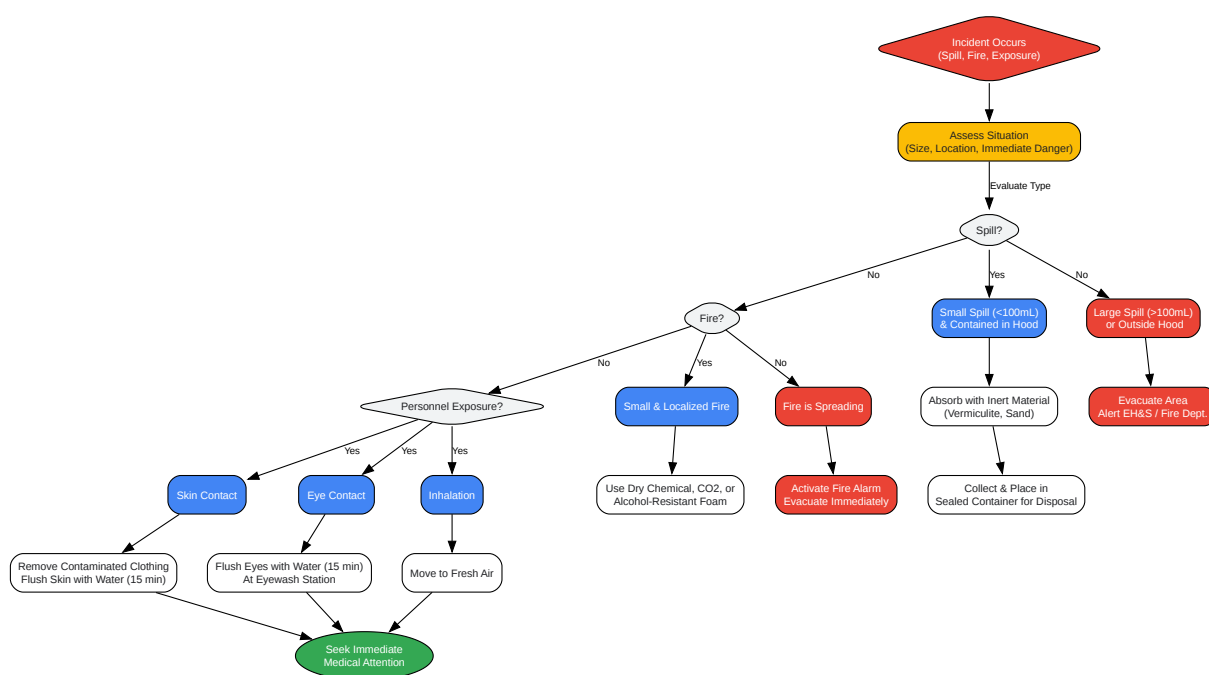 Incident Occurs
(Spill, Fire, Exposure)
Assess Situation
(Size, Location, Immediate Danger)
Evaluate Type
Spill?
No
Yes
No
Fire?
Small Spill (<100mL)
& Contained in Hood
Large Spill (>100mL)
or Outside Hood
No
Yes
No
Personnel Exposure?
Small & Localized Fire
Fire is Spreading
Absorb with Inert Material
(Vermiculite, Sand)
Evacuate Area
Alert EH&S / Fire Dept.
Yes
Yes
Yes
Skin Contact
Eye Contact
Inhalation
Use Dry Chemical, CO2, or
Alcohol-Resistant Foam
Activate Fire Alarm
Evacuate Immediately
Collect & Place in
Sealed Container for Disposal
Remove Contaminated Clothing
Flush Skin with Water (15 min)
Flush Eyes with Water (15 min)
At Eyewash Station
Move to Fresh Air
Seek Immediate
Medical Attention